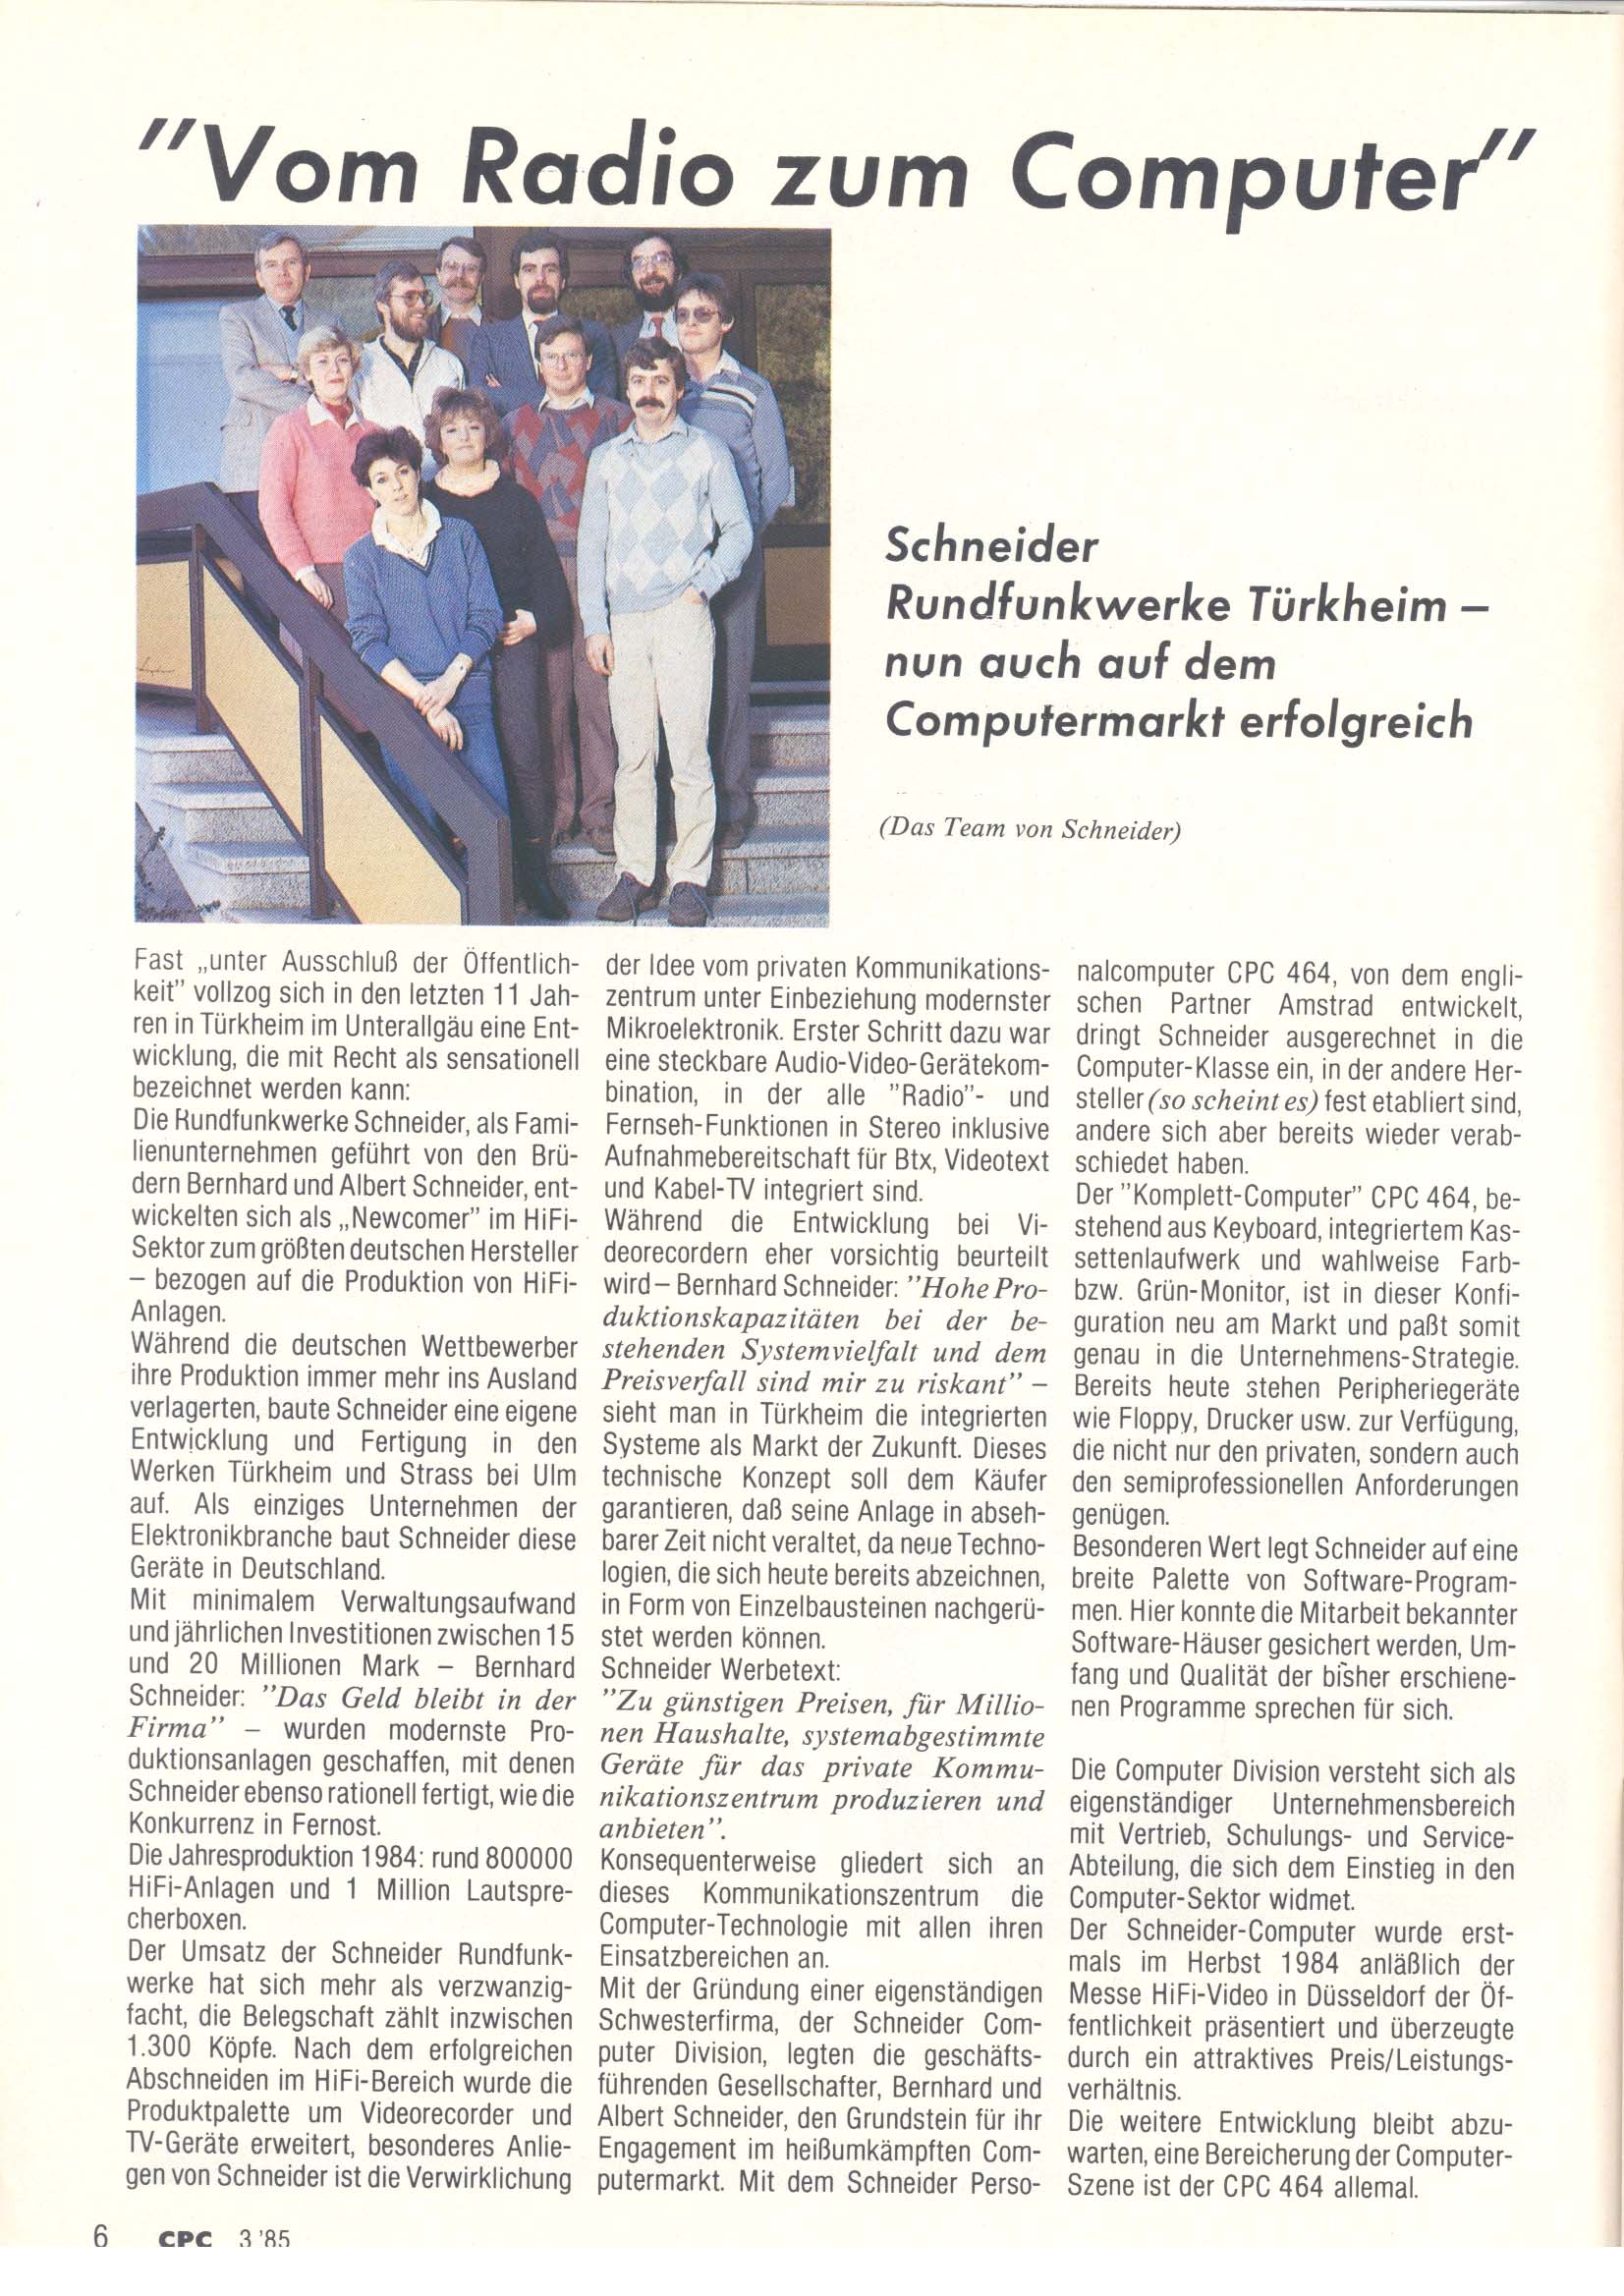 "Vom Radio zum Computer"
Schneider
Rundfunkwerke Türkheim –
nun auch auf dem
Computermarkt erfolgreich
(Das Team von Schneider)
Fast „unter Ausschluß der Öffentlich-
keit" vollzog sich in den letzten 11 Jah-
ren in Türkheim im Unterallgäu eine Ent-
wicklung, die mit Recht als sensationell
bezeichnet werden kann:
Die Rundfunkwerke Schneider, als Fami-
lienunternehmen geführt von den Brü-
dern Bernhard und Albert Schneider, ent-
wickelten sich als „Newcomer" im HiFi-
Sektor zum größten deutschen Hersteller
– bezogen auf die Produktion von HiFi-
Anlagen.
Während die deutschen Wettbewerber
ihre Produktion immer mehr ins Ausland
verlagerten, baute Schneider eine eigene
Entwicklung und Fertigung in den
Werken Türkheim und Strass bei Ulm
auf. Als einziges Unternehmen der
Elektronikbranche baut Schneider diese
Geräte in Deutschland.
Mit minimalem Verwaltungsaufwand
und jährlichen Investitionen zwischen 15
und 20 Millionen Mark – Bernhard
Schneider: "Das Geld bleibt in der
Firma" – wurden modernste Pro-
duktionsanlagen geschaffen, mit denen
Schneider ebenso rationell fertigt, wie die
Konkurrenz in Fernost.
Die Jahresproduktion 1984: rund 800000
HiFi-Anlagen und 1 Million Lautspre-
cherboxen.
Der Umsatz der Schneider Rundfunk-
werke hat sich mehr als verzwanzig-
facht, die Belegschaft zählt inzwischen
1.300 Köpfe. Nach dem erfolgreichen
Abschneiden im HiFi-Bereich wurde die
Produktpalette um Videorecorder und
TV-Geräte erweitert, besonderes Anlie-
gen von Schneider ist die Verwirklichung
der Idee vom privaten Kommunikations-
zentrum unter Einbeziehung modernster
Mikroelektronik. Erster Schritt dazu war
eine steckbare Audio-Video-Gerätekom-
bination, in der alle "Radio"- und
Fernseh-Funktionen in Stereo inklusive
Aufnahmebereitschaft für Btx, Videotext
und Kabel-TV integriert sind.
Während die Entwicklung bei Vi-
deorecordern eher vorsichtig beurteilt
wird – Bernhard Schneider: "Hohe Pro-
duktionskapazitäten bei der be-
stehenden Systemvielfalt und dem
Preisverfall sind mir zu riskant" –
sieht man in Türkheim die integrierten
Systeme als Markt der Zukunft. Dieses
technische Konzept soll dem Käufer
garantieren, daß seine Anlage in abseh-
barer Zeit nicht veraltet, da neue Techno-
logien, die sich heute bereits abzeichnen,
in Form von Einzelbausteinen nachgerü-
stet werden können.
Schneider Werbetext:
"Zu günstigen Preisen, für Millio-
nen Haushalte, systemabgestimmte
Geräte für das private Kommu-
nikationszentrum produzieren und
anbieten".
Konsequenterweise gliedert sich an
dieses Kommunikationszentrum die
Computer-Technologie mit allen ihren
Einsatzbereichen an.
Mit der Gründung einer eigenständigen
Schwesterfirma, der Schneider Com-
puter Division, legten die geschäfts-
führenden Gesellschafter, Bernhard und
Albert Schneider, den Grundstein für ihr
Engagement im heißumkämpften Com-
putermarkt. Mit dem Schneider Perso-
nalcomputer CPC 464, von dem engli-
schen Partner Amstrad entwickelt,
dringt Schneider ausgerechnet in die
Computer-Klasse ein, in der andere Her-
steller (so scheint es) fest etabliert sind,
andere sich aber bereits wieder verab-
schiedet haben.
Der "Komplett-Computer" CPC 464, be-
stehend aus Keyboard, integriertem Kas-
settenlaufwerk und wahlweise Farb-
bzw. Grün-Monitor, ist in dieser Konfi-
guration neu am Markt und paßt somit
genau in die Unternehmens-Strategie.
Bereits heute stehen Peripheriegeräte
wie Floppy, Drucker usw. zur Verfügung,
die nicht nur den privaten, sondern auch
den semiprofessionellen Anforderungen
genügen.
Besonderen Wert legt Schneider auf eine
breite Palette von Software-Program-
men. Hier konnte die Mitarbeit bekannter
Software-Häuser gesichert werden, Um-
fang und Qualität der bisher erschiene-
nen Programme sprechen für sich.
Die Computer Division versteht sich als
eigenständiger Unternehmensbereich
mit Vertrieb, Schulungs- und Service-
Abteilung, die sich dem Einstieg in den
Computer-Sektor widmet.
Der Schneider-Computer wurde erst-
mals im Herbst 1984 anläßlich der
Messe HiFi-Video in Düsseldorf der Öf-
fentlichkeit präsentiert und überzeugte
durch ein attraktives Preis/Leistungs-
verhältnis.
Die weitere Entwicklung bleibt abzu-
warten, eine Bereicherung der Computer-
Szene ist der CPC 464 allemal.
6 CPC 3 '85